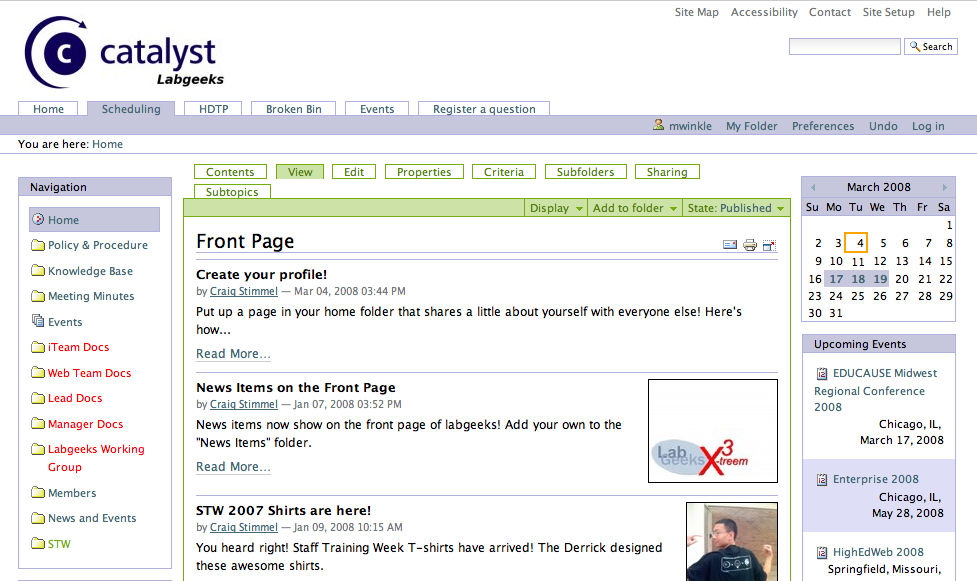 Site Map Accessibility Contact Site Setup Help
C catalyst
Labgeeks
Search
Home Scheduling HDTP Broken Bin Events Register a question
mwinkle My Folder Preferences Undo Log in
You are here: Home
Navigation
Home
Policy & Procedure
Knowledge Base
Meeting Minutes
Events
iTeam Docs
Web Team Docs
Lead Docs
Manager Docs
Labgeeks Working
Group
Members
News and Events
STW
Contents View Edit Properties Criteria Subfolders Sharing
Subtopics
Display Add to folder State: Published
Front Page
Create your profile!
by Craig Stimmel — Mar 04, 2008 03:44 PM
Put up a page in your home folder that shares a little about yourself with everyone else! Here's
how...
Read More...
News Items on the Front Page
by Craig Stimmel — Jan 07, 2008 03:52 PM
News items now show on the front page of labgeeks! Add your own to the
"News Items" folder.
Read More...
Lab
Geeks X3
X-treem
STW 2007 Shirts are here!
by Craig Stimmel — Jan 09, 2008 10:15 AM
You heard right! Staff Training Week T-shirts have arrived! The Derrick designed
these awesome shirts.
March 2008
Su Mo Tu We Th Fr Sa
1
2 3 4 5 6 7 8
9 10 11 12 13 14 15
16 17 18 19 20 21 22
23 24 25 26 27 28 29
30 31
Upcoming Events
EDUCAUSE Midwest
Regional Conference
2008
Chicago, IL,
March 17, 2008
Enterprise 2008
Chicago, IL,
May 28, 2008
HighEdWeb 2008
Springfield, Missouri,